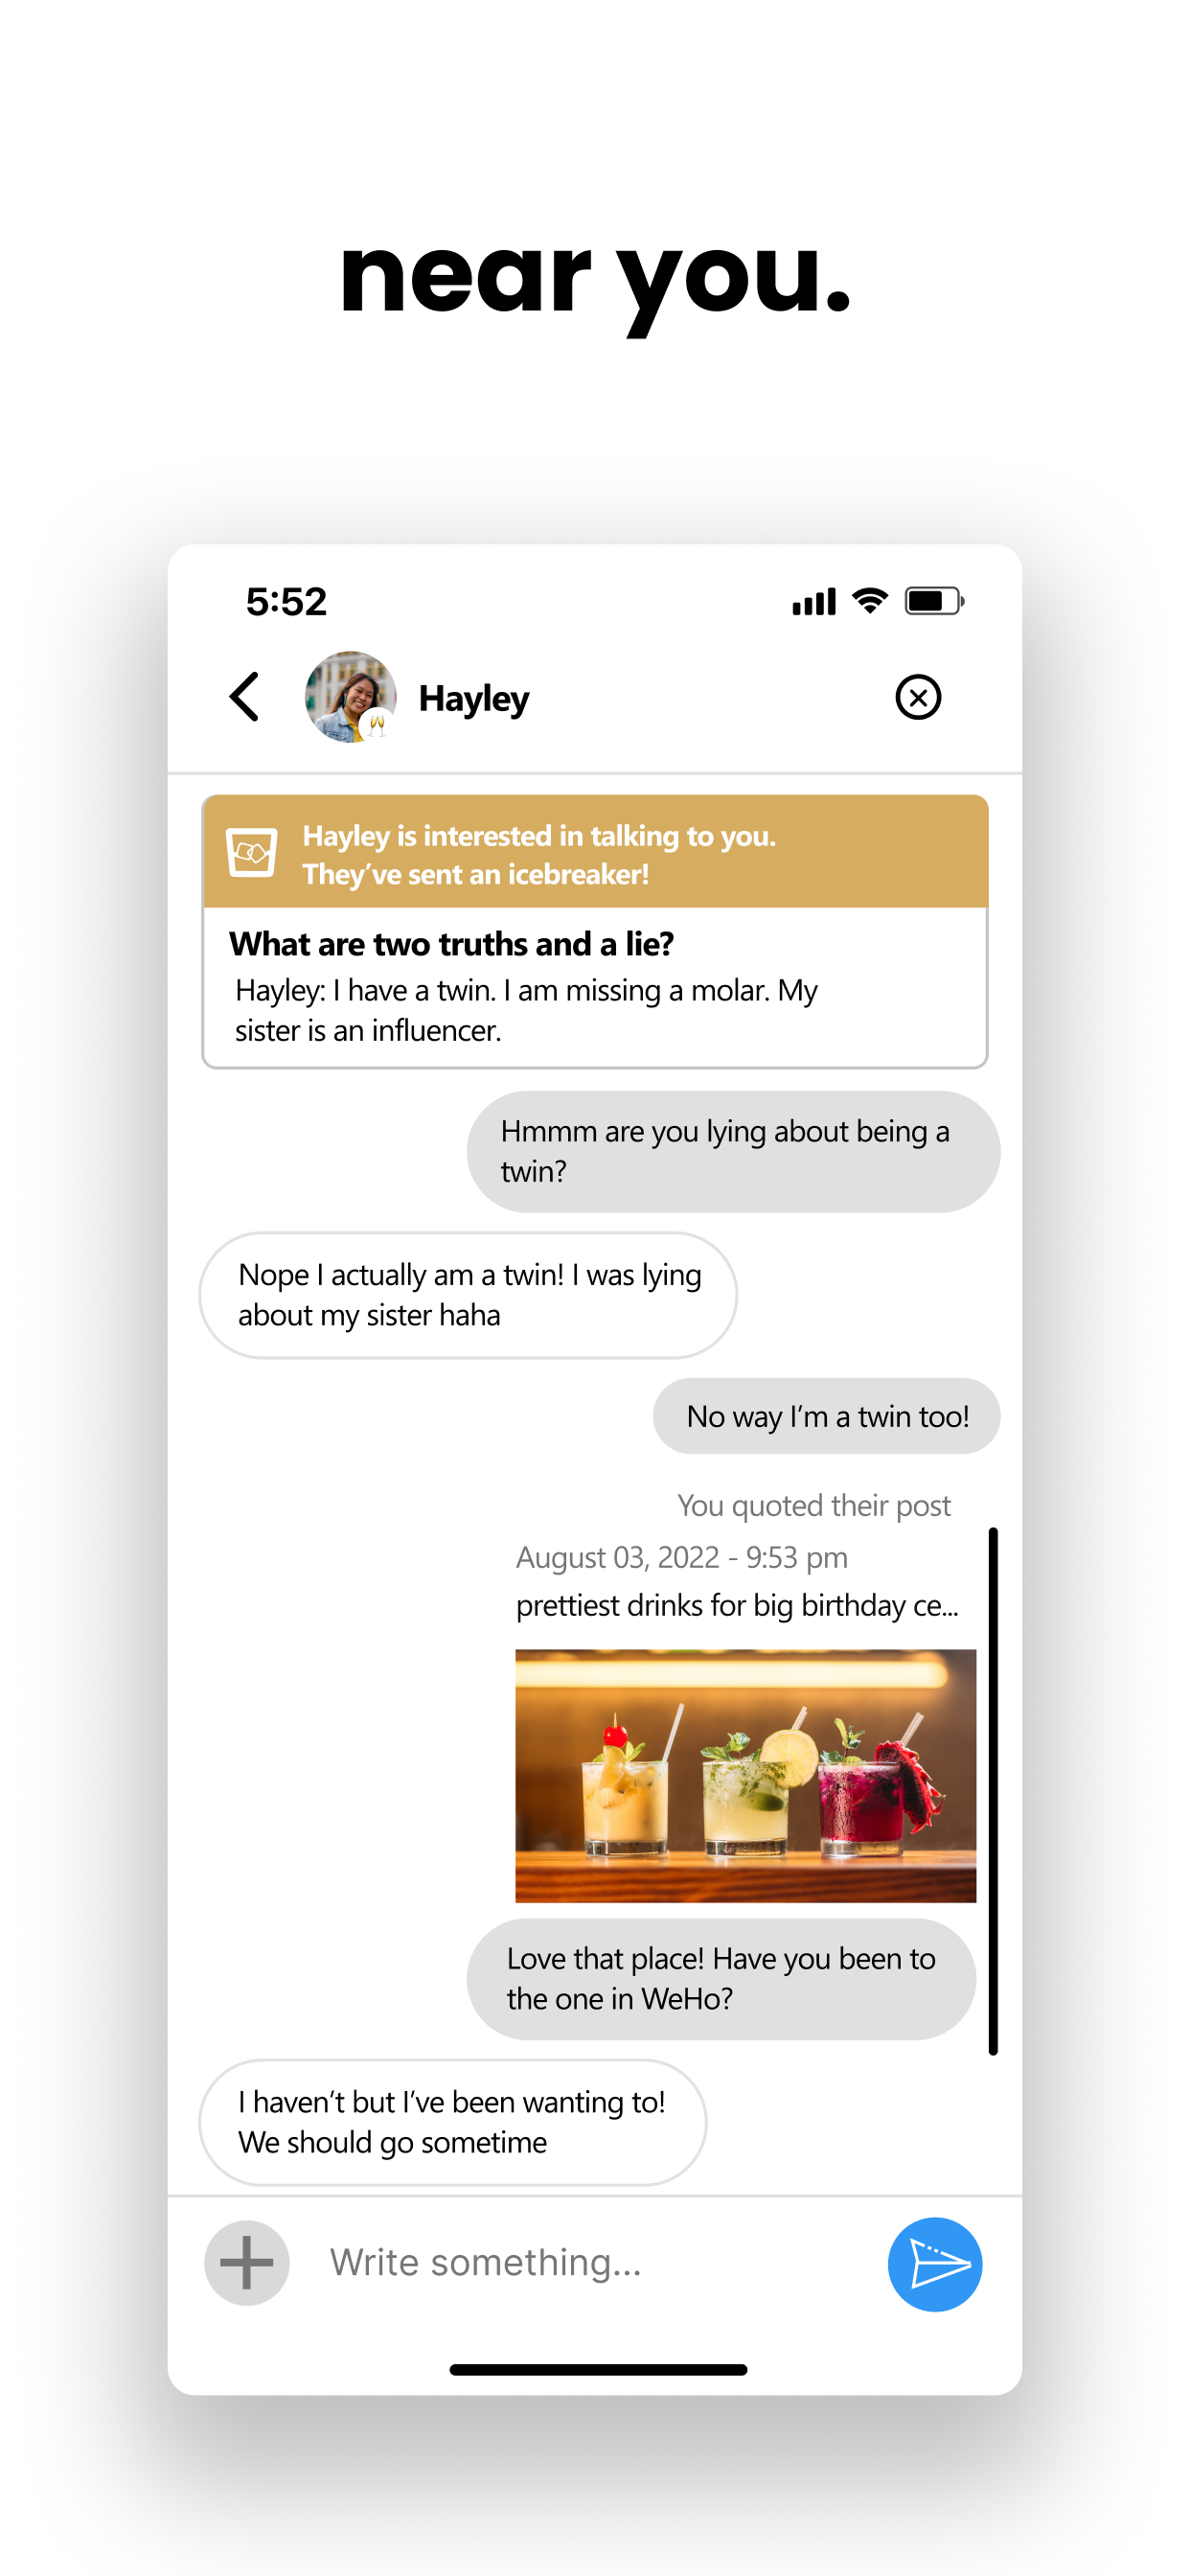 near you.
5:52
Hayley
Hayley is interested in talking to you.
They’ve sent an icebreaker!
What are two truths and a lie?
Hayley: I have a twin. I am missing a molar. My
sister is an influencer.
Hmmm are you lying about being a
twin?
Nope I actually am a twin! I was lying
about my sister haha
No way I’m a twin too!
You quoted their post
August 03, 2022 - 9:53 pm
prettiest drinks for big birthday ce...
Love that place! Have you been to
the one in WeHo?
I haven’t but I’ve been wanting to!
We should go sometime
Write something...